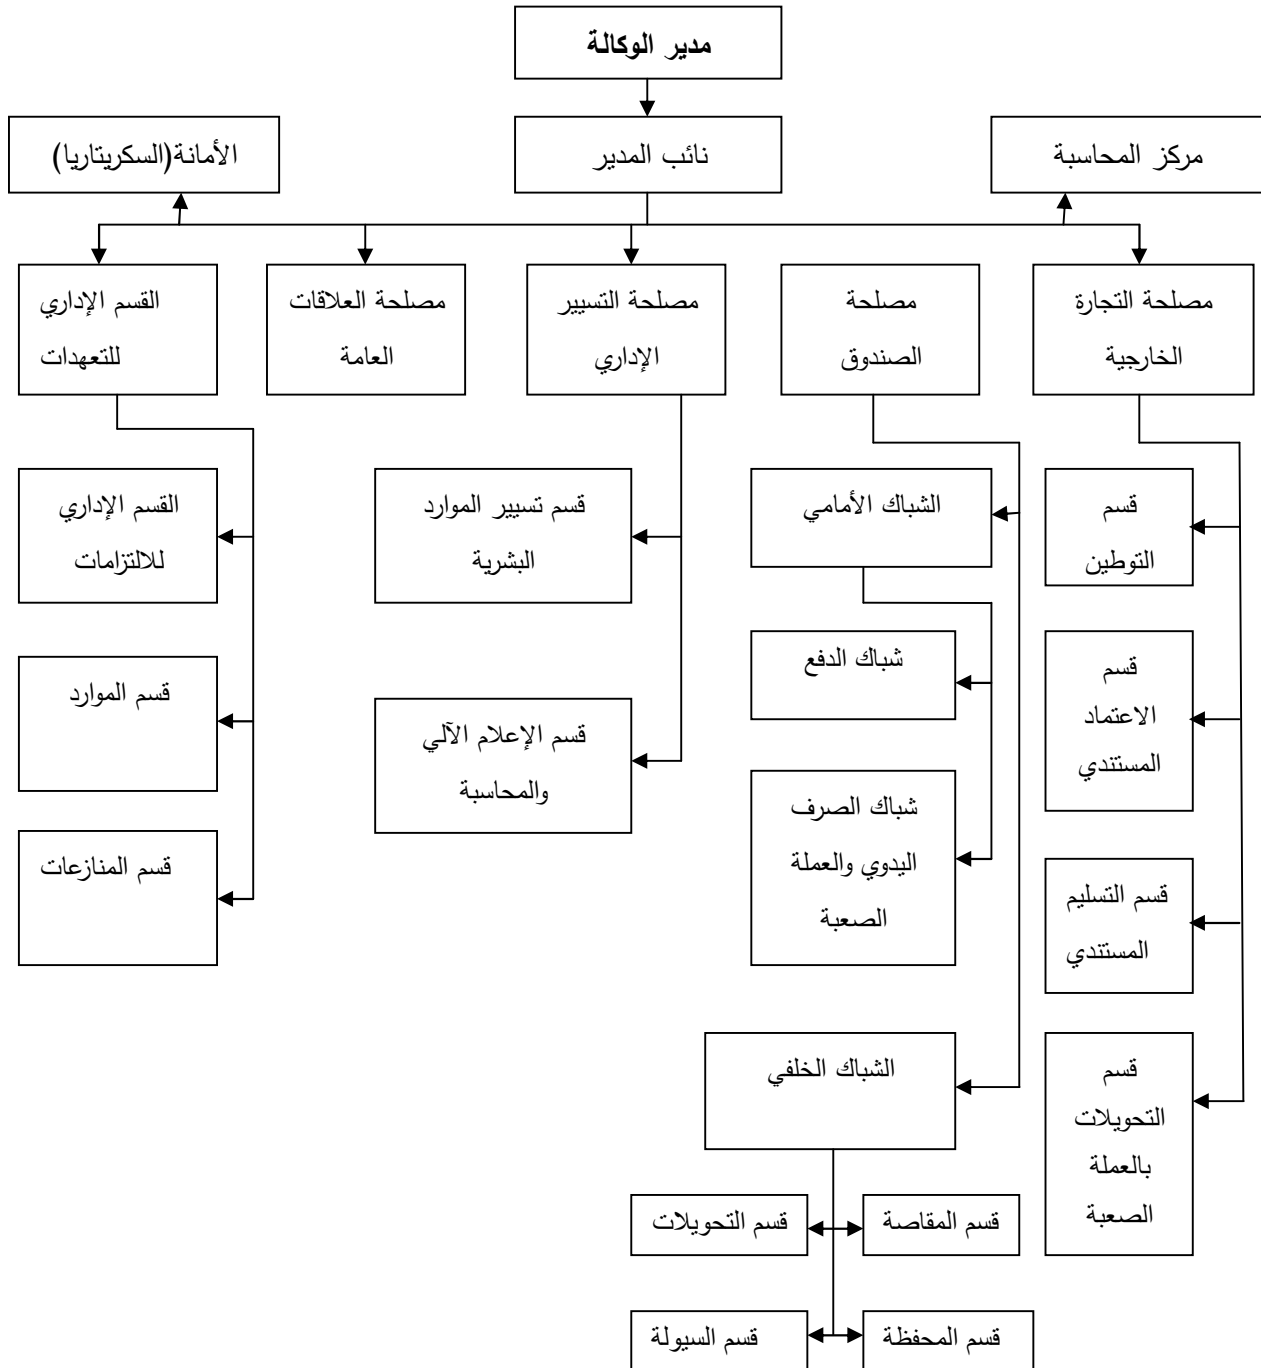 مدير الوكالة
مركز المحاسبة
نائب المدير
الأمانة(السكريتاريا)
مصلحة التجارة
الخارجية
مصلحة
الصندوق
مصلحة التسيير
الإداري
مصلحة العلاقات
العامة
القسم الإداري
للتعهدات
قسم
التوطين
الشباك الأمامي
قسم تسيير الموارد
البشرية
القسم الإداري
للالتزامات
قسم
الاعتماد
المستندي
شباك الدفع
قسم الإعلام الآلي
والمحاسبة
قسم الموارد
شباك الصرف
اليدوي والعملة
الصعبة
قسم المنازعات
قسم التسليم
المستندي
قسم
التحويلات
بالعملة
الصعبة
الشباك الخلفي
قسم المقاصة
قسم التحويلات
قسم المحفظة
قسم السيولة